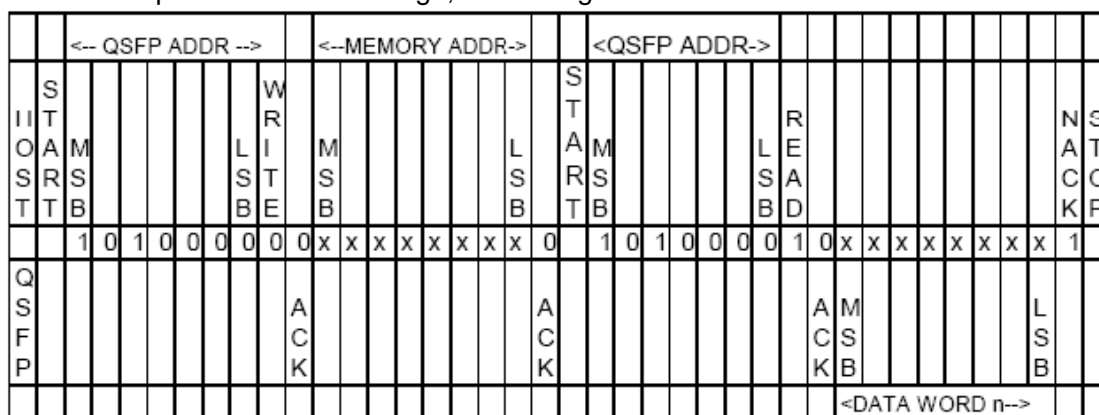 <-- QSFP ADDR --> <--MEMORY ADDR-> <QSFP ADDR->
HOST START MSB LSB WRITE MSB LSB START MSB LSB READ NACK STOP
1 0 1 0 0 0 0 0 0 x x x x x x x x 0 1 0 1 0 0 0 0 1 0 x x x x x x x x 1
QSFP ACK ACK ACK MSB LSB
<DATA WORD n-->